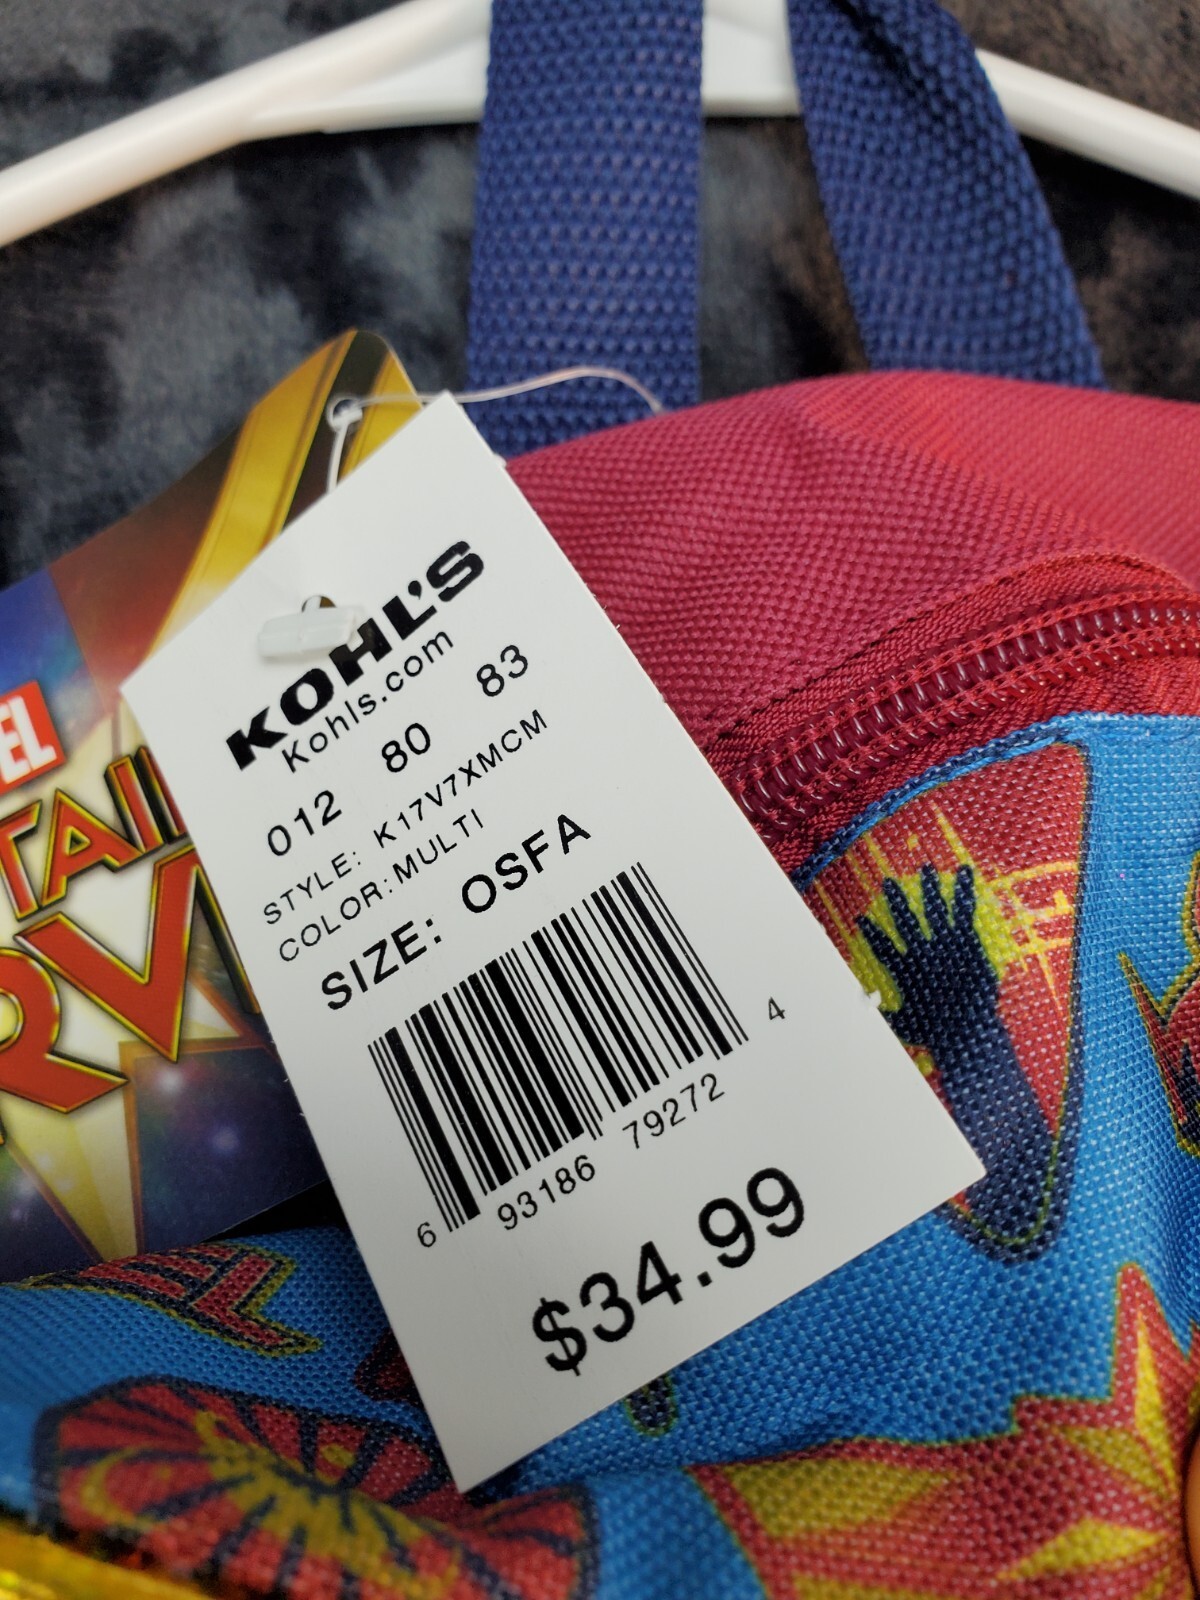 KOHL'S
Kohls.com
012 80 83
STYLE: K17V7XMCM
COLOR:MULTI
SIZE: OSFA
6 93186 79272 4
$34.99